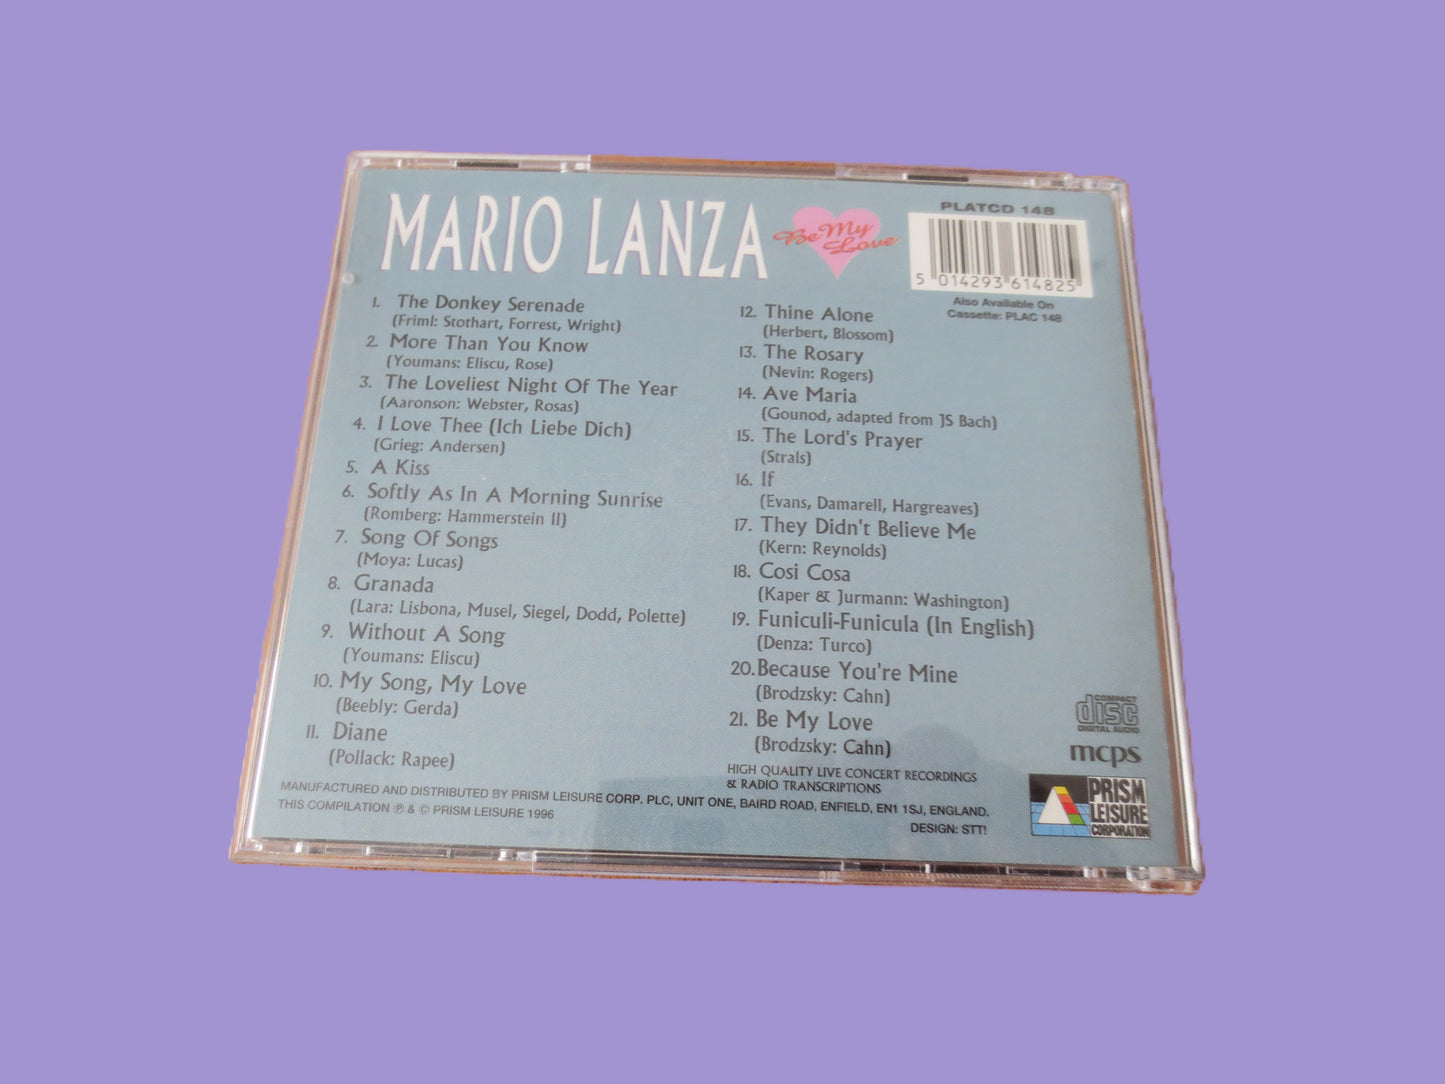 MARIO LANZA
Be My
Love
PLATCD 148
5 014293 614825
Also Available On
Cassette: PLAC 148
1. The Donkey Serenade
(Friml: Stothart, Forrest, Wright)
2. More Than You Know
(Youmans: Eliscu, Rose)
3. The Loveliest Night Of The Year
(Aaronson: Webster, Rosas)
4. I Love Thee (Ich Liebe Dich)
(Grieg: Andersen)
5. A Kiss
6. Softly As In A Morning Sunrise
(Romberg: Hammerstein II)
7. Song Of Songs
(Moya: Lucas)
8. Granada
(Lara: Lisbona, Musel, Siegel, Dodd, Polette)
9. Without A Song
(Youmans: Eliscu)
10. My Song, My Love
(Beebly: Gerda)
11. Diane
(Pollack: Rapee)
12. Thine Alone
(Herbert, Blossom)
13. The Rosary
(Nevin: Rogers)
14. Ave Maria
(Gounod, adapted from JS Bach)
15. The Lord's Prayer
(Strals)
16. If
(Evans, Damarell, Hargreaves)
17. They Didn't Believe Me
(Kern: Reynolds)
18. Cosi Cosa
(Kaper & Jurmann: Washington)
19. Funiculi-Funicula (In English)
(Denza: Turco)
20. Because You're Mine
(Brodzsky: Cahn)
21. Be My Love
(Brodzsky: Cahn)
HIGH QUALITY LIVE CONCERT RECORDINGS
& RADIO TRANSCRIPTIONS
MANUFACTURED AND DISTRIBUTED BY PRISM LEISURE CORP. PLC, UNIT ONE, BAIRD ROAD, ENFIELD, EN1 1SJ, ENGLAND.
THIS COMPILATION ℗ & © PRISM LEISURE 1996
DESIGN: STT!
COMPACT
disc
DIGITAL AUDIO
mcps
PRISM
LEISURE
CORPORATION